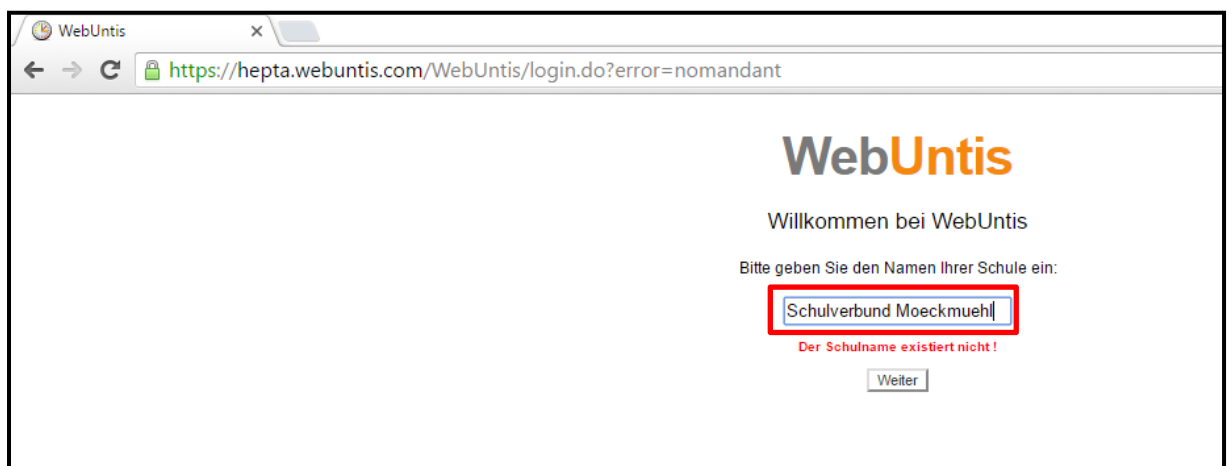 WebUntis
https://hepta.webuntis.com/WebUntis/login.do?error=nomandant
WebUntis
Willkommen bei WebUntis
Bitte geben Sie den Namen Ihrer Schule ein:
Schulverbund Moeckmuehl
Der Schulname existiert nicht !
Weiter